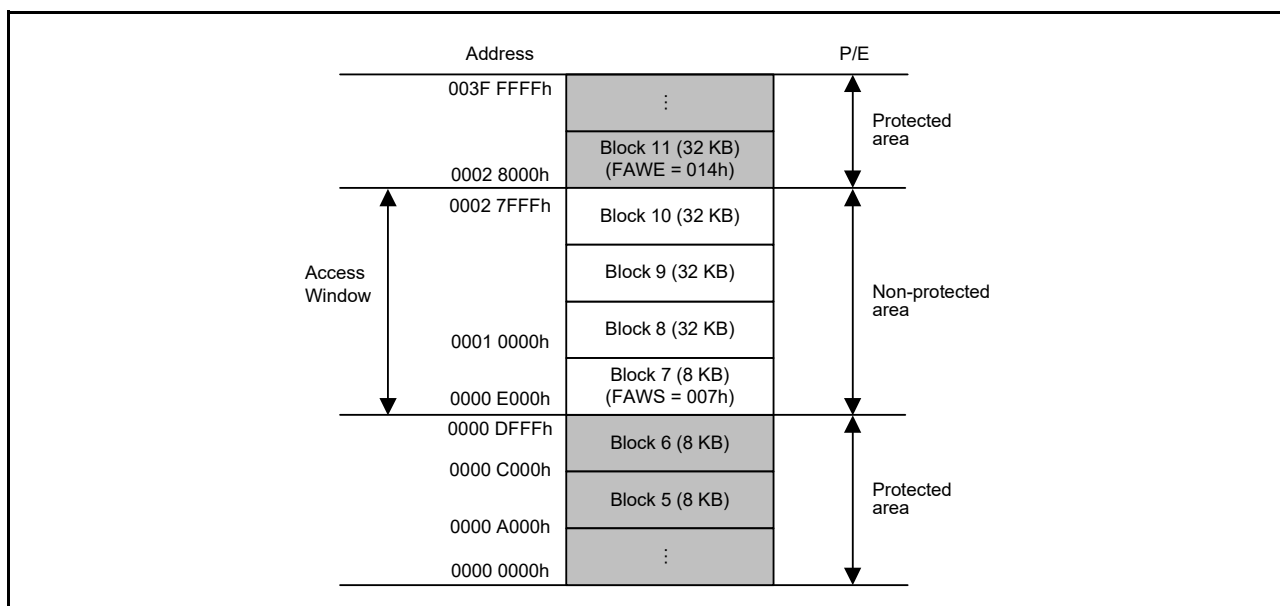 Address
P/E
003F FFFFh
⋮
Protected
area
Block 11 (32 KB)
(FAWE = 014h)
0002 8000h
0002 7FFFh
Block 10 (32 KB)
Access
Window
Block 9 (32 KB)
Non-protected
area
Block 8 (32 KB)
0001 0000h
Block 7 (8 KB)
(FAWS = 007h)
0000 E000h
0000 DFFFh
Block 6 (8 KB)
0000 C000h
Protected
area
Block 5 (8 KB)
0000 A000h
⋮
0000 0000h